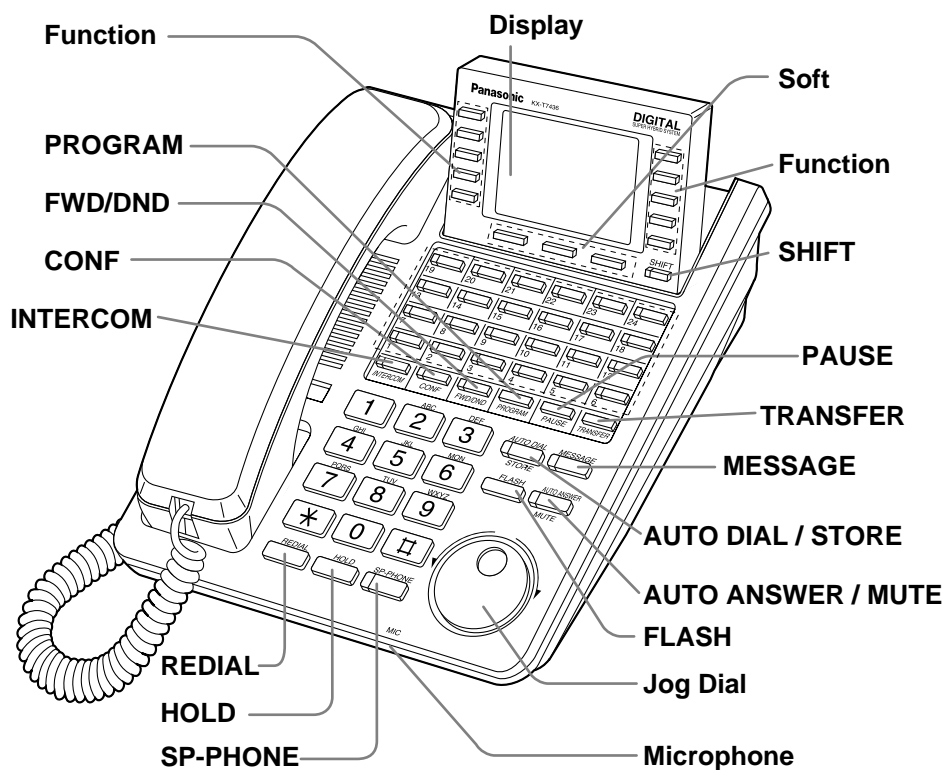 Function
Display
Soft
PROGRAM
Function
FWD/DND
CONF
SHIFT
INTERCOM
PAUSE
TRANSFER
MESSAGE
AUTO DIAL / STORE
AUTO ANSWER / MUTE
FLASH
REDIAL
Jog Dial
HOLD
SP-PHONE
Microphone
Panasonic KX-T7436
DIGITAL
SUPER HYBRID SYSTEM
SHIFT
19 20 21 22 23 24
13 14 15 16 17 18
7 8 9 10 11 12
1 2 3 4 5 6
INTERCOM CONF FWD/DND PROGRAM PAUSE TRANSFER
ABC DEF
1 2 3
GHI JKL MON
4 5 6
PQRS TUV WXYZ
7 8 9
* 0 #
AUTO DIAL MESSAGE
STORE
FLASH AUTO ANSWER
MUTE
REDIAL HOLD SP-PHONE
MIC